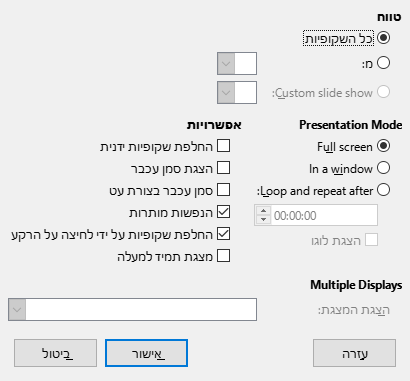 טווח
כל השקופיות
מ:
Custom slide show:
Presentation Mode
Full screen
In a window
Loop and repeat after:
00:00:00
הצגת לוגו
אפשרויות
החלפת שקופיות ידנית
הצגת סמן עכבר
סמן עכבר בצורת עט
הנפשות מותרות
החלפת שקופיות על ידי לחיצה על הרקע
מצגת תמיד למעלה
Multiple Displays
הצגת המצגת:
עזרה
אישור
ביטול